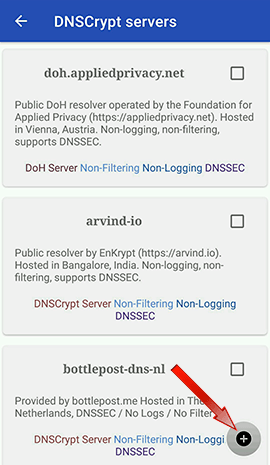 DNSCrypt servers
doh.appliedprivacy.net
Public DoH resolver operated by the Foundation for
Applied Privacy (https://appliedprivacy.net). Hosted
in Vienna, Austria. Non-logging, non-filtering,
supports DNSSEC.
DoH Server Non-Filtering Non-Logging DNSSEC
arvind-io
Public resolver by EnKrypt (https://arvind.io).
Hosted in Bangalore, India. Non-logging, non-
filtering, supports DNSSEC.
DNSCrypt Server Non-Filtering Non-Logging
DNSSEC
bottlepost-dns-nl
Provided by bottlepost.me Hosted in The
Netherlands, DNSSEC / No Logs / No Filter
DNSCrypt Server Non-Filtering Non-Loggi
DNSSEC